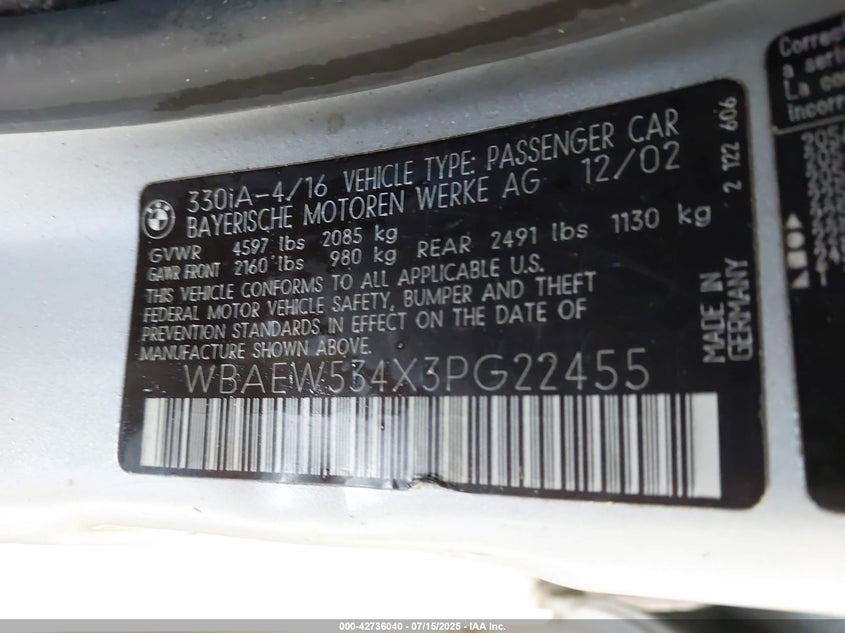 330iA-4/16 VEHICLE TYPE: PASSENGER CAR
BAYERISCHE MOTOREN WERKE AG 12/02
GVWR 4597 lbs 2085 kg
GAWR FRONT 2160 lbs 980 kg REAR 2491 lbs 1130 kg
THIS VEHICLE CONFORMS TO ALL APPLICABLE U.S.
FEDERAL MOTOR VEHICLE SAFETY, BUMPER AND THEFT
PREVENTION STANDARDS IN EFFECT ON THE DATE OF
MANUFACTURE SHOWN ABOVE.
WBAEW534X3PG22455
MADE IN
GERMANY
2 122 606
Correct
La
000-42736040 - 07/15/2025 - IAA Inc.